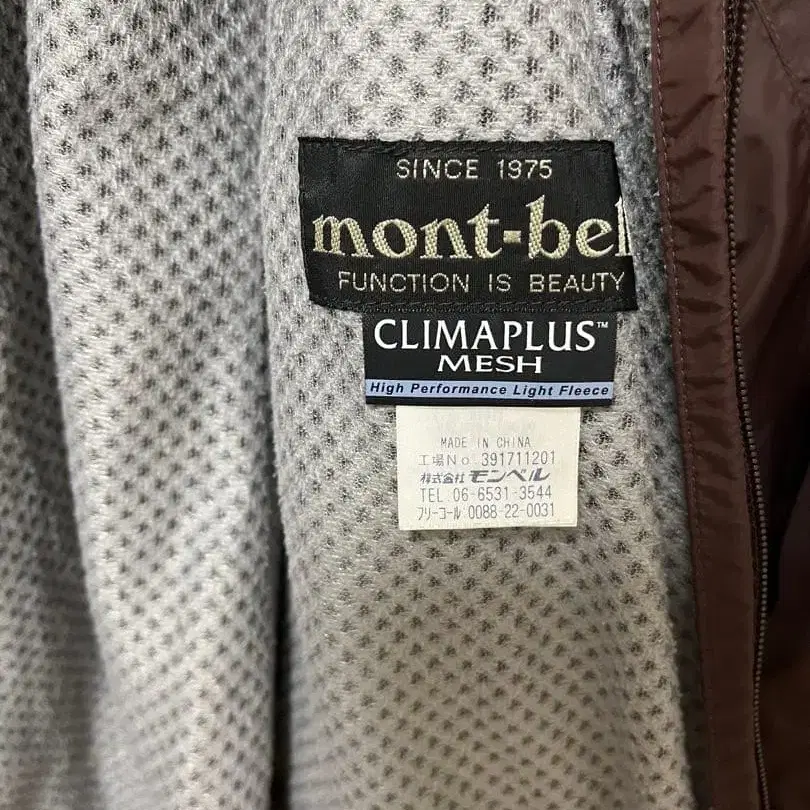 SINCE 1975
mont-bel
FUNCTION IS BEAUTY
CLIMAPLUS™
MESH
High Performance Light Fleece
MADE IN CHINA
工場No 391711201
株式会社 モンベル
TEL 06-6531-3544
フリーコール 0088-22-0031